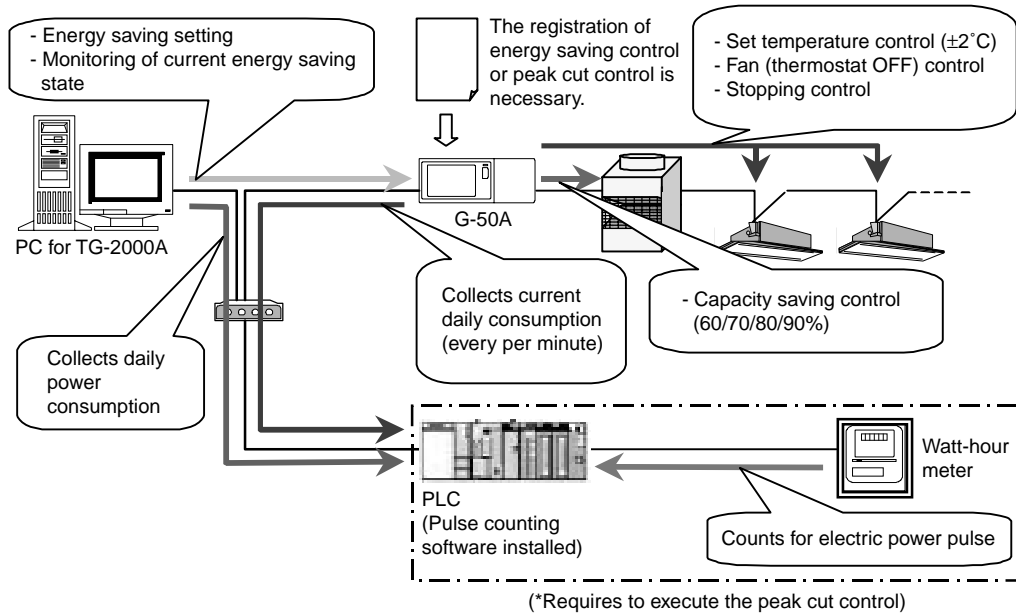 - Energy saving setting
- Monitoring of current energy saving
state
The registration of
energy saving control
or peak cut control is
necessary.
- Set temperature control (±2˚C)
- Fan (thermostat OFF) control
- Stopping control
PC for TG-2000A
G-50A
Collects current
daily consumption
(every per minute)
- Capacity saving control
(60/70/80/90%)
Collects daily
power
consumption
PLC
(Pulse counting
software installed)
Watt-hour
meter
Counts for electric power pulse
(*Requires to execute the peak cut control)